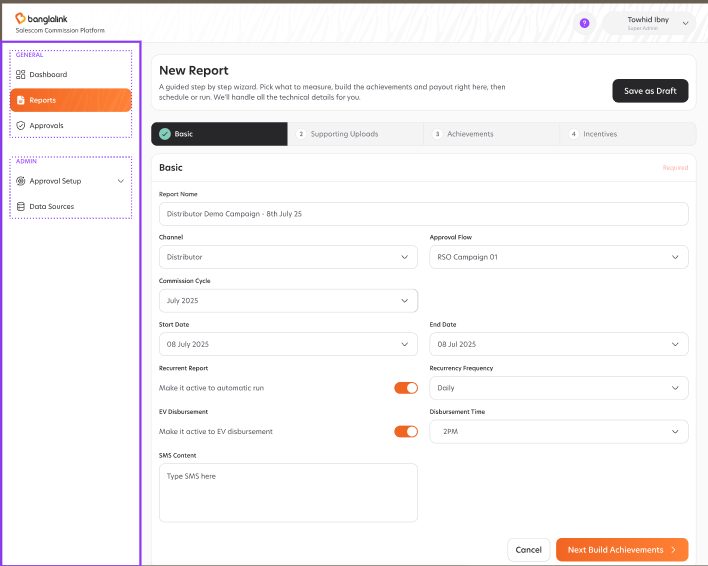 banglalink
Salescom Commission Platform
?
Towhid Ibny
Super Admin
GENERAL
Dashboard
Reports
Approvals
ADMIN
Approval Setup
Data Sources
New Report
A guided step by step wizard. Pick what to measure, build the achievements and payout right here, then
schedule or run. We'll handle all the technical details for you.
Save as Draft
Basic
2 Supporting Uploads
3 Achievements
4 Incentives
Basic
Required
Report Name
Distributor Demo Campaign - 8th July 25
Channel
Distributor
Approval Flow
RSO Campaign 01
Commission Cycle
July 2025
Start Date
08 July 2025
End Date
08 Jul 2025
Recurrent Report
Make it active to automatic run
Recurrency Frequency
Daily
EV Disbursement
Make it active to EV disbursement
Disbursement Time
2PM
SMS Content
Type SMS here
Cancel
Next Build Achievements